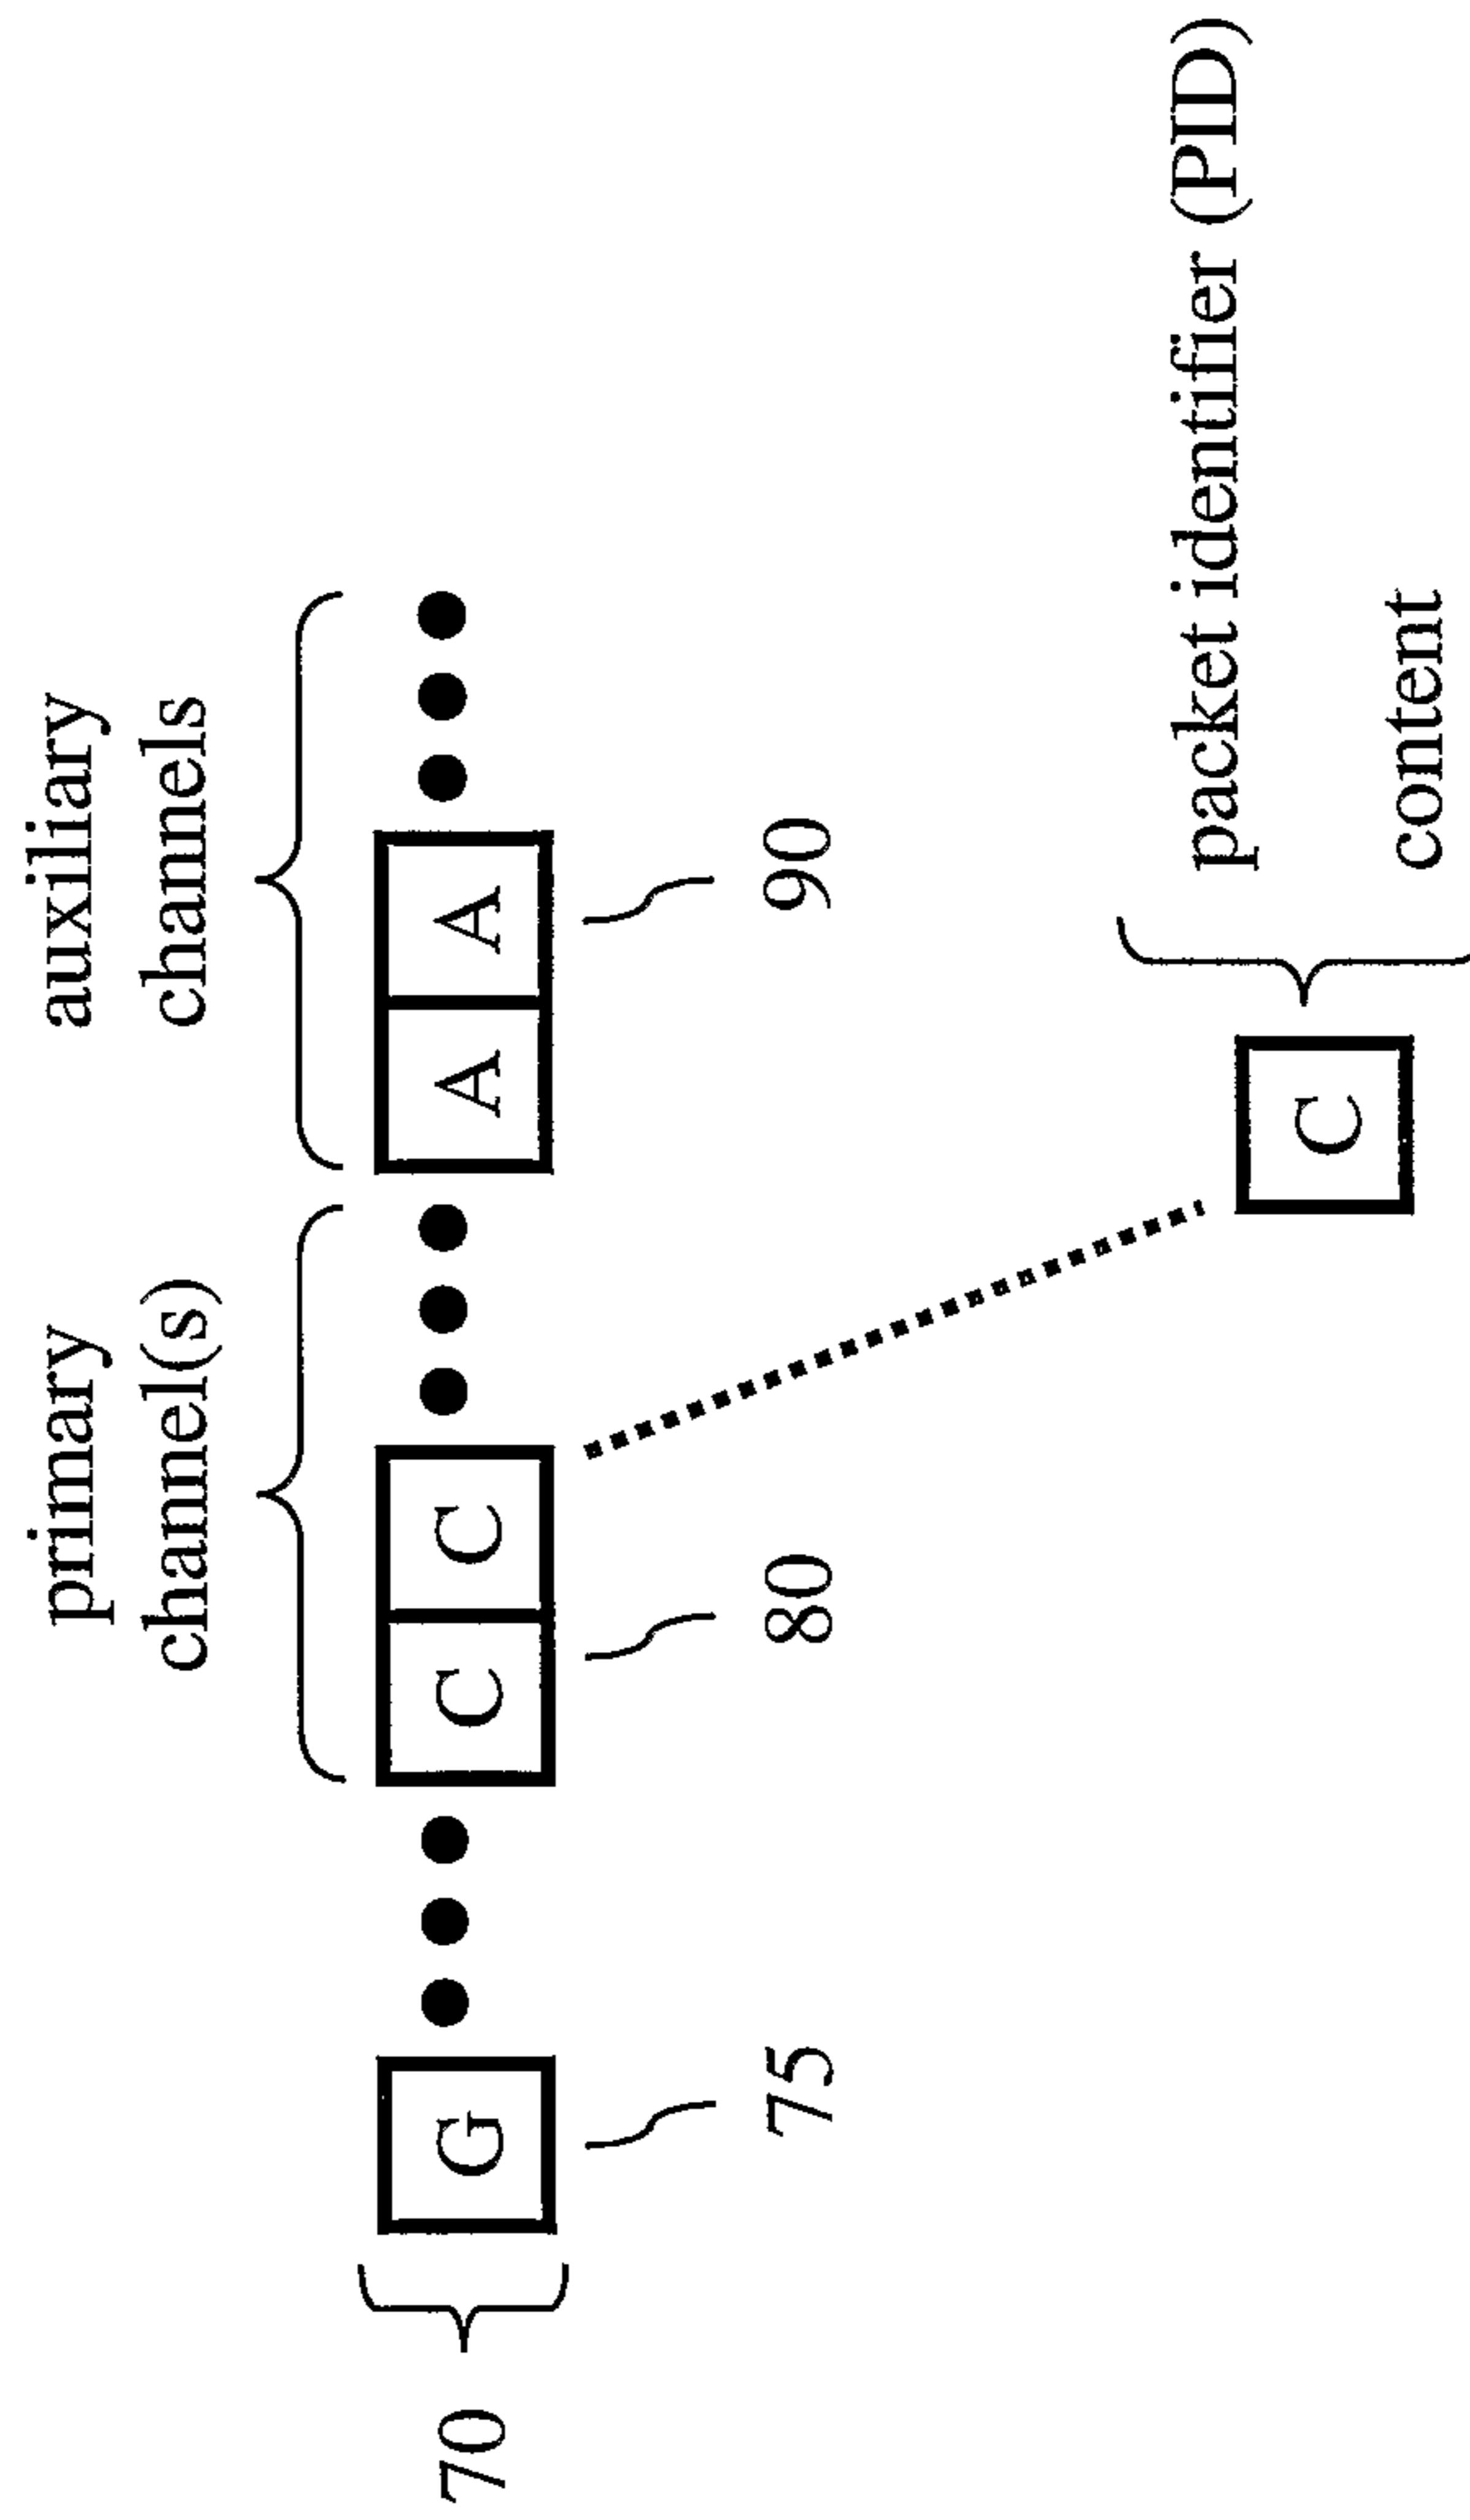 primary
channel(s)
auxiliary
channels
70
G
C
C
A
A
75
80
90
C
packet identifier (PID)
content